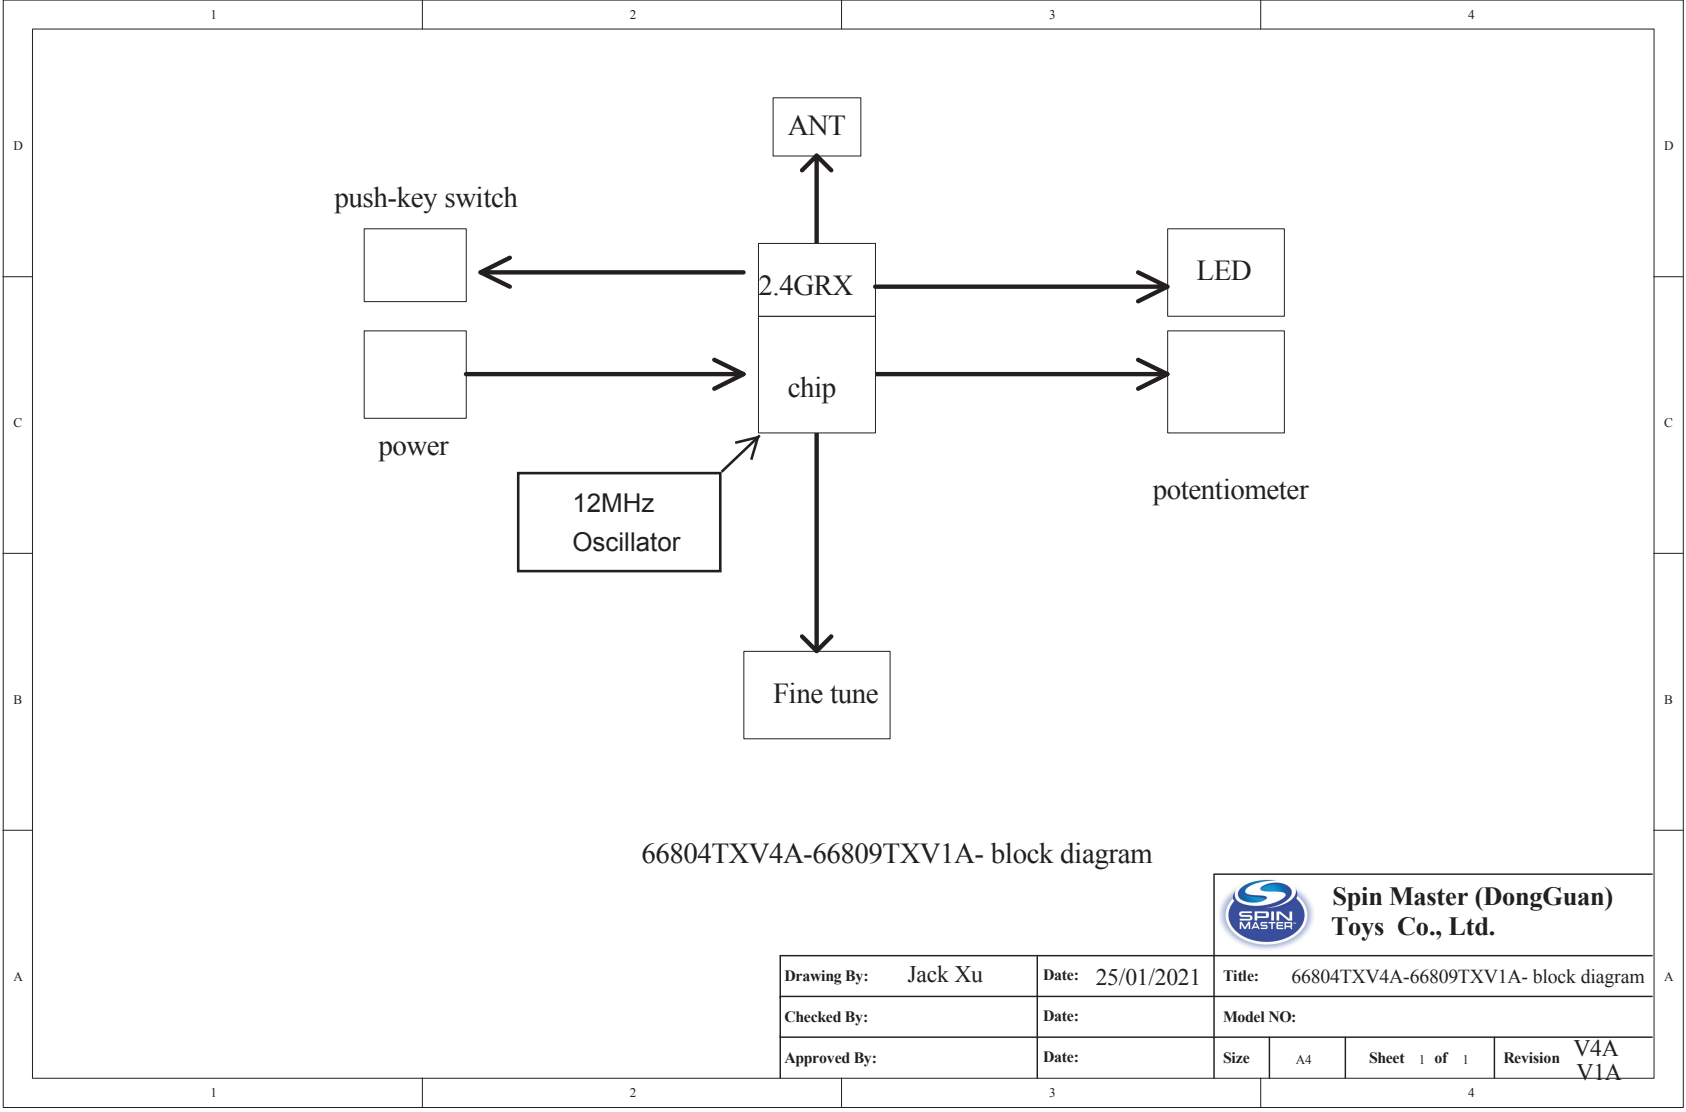 1 2 3 4
D D
ANT
push-key switch
2.4GRX
LED
chip
C C
power
potentiometer
12MHz
Oscillator
Fine tune
B B
66804TXV4A-66809TXV1A- block diagram
SPIN
MASTER
Spin Master (DongGuan)
Toys Co., Ltd.
A A
Drawing By: Jack Xu Date: 25/01/2021 Title: 66804TXV4A-66809TXV1A- block diagram
Checked By: Date: Model NO:
Approved By: Date: Size A4 Sheet 1 of 1 Revision V4A
V1A
1 2 3 4